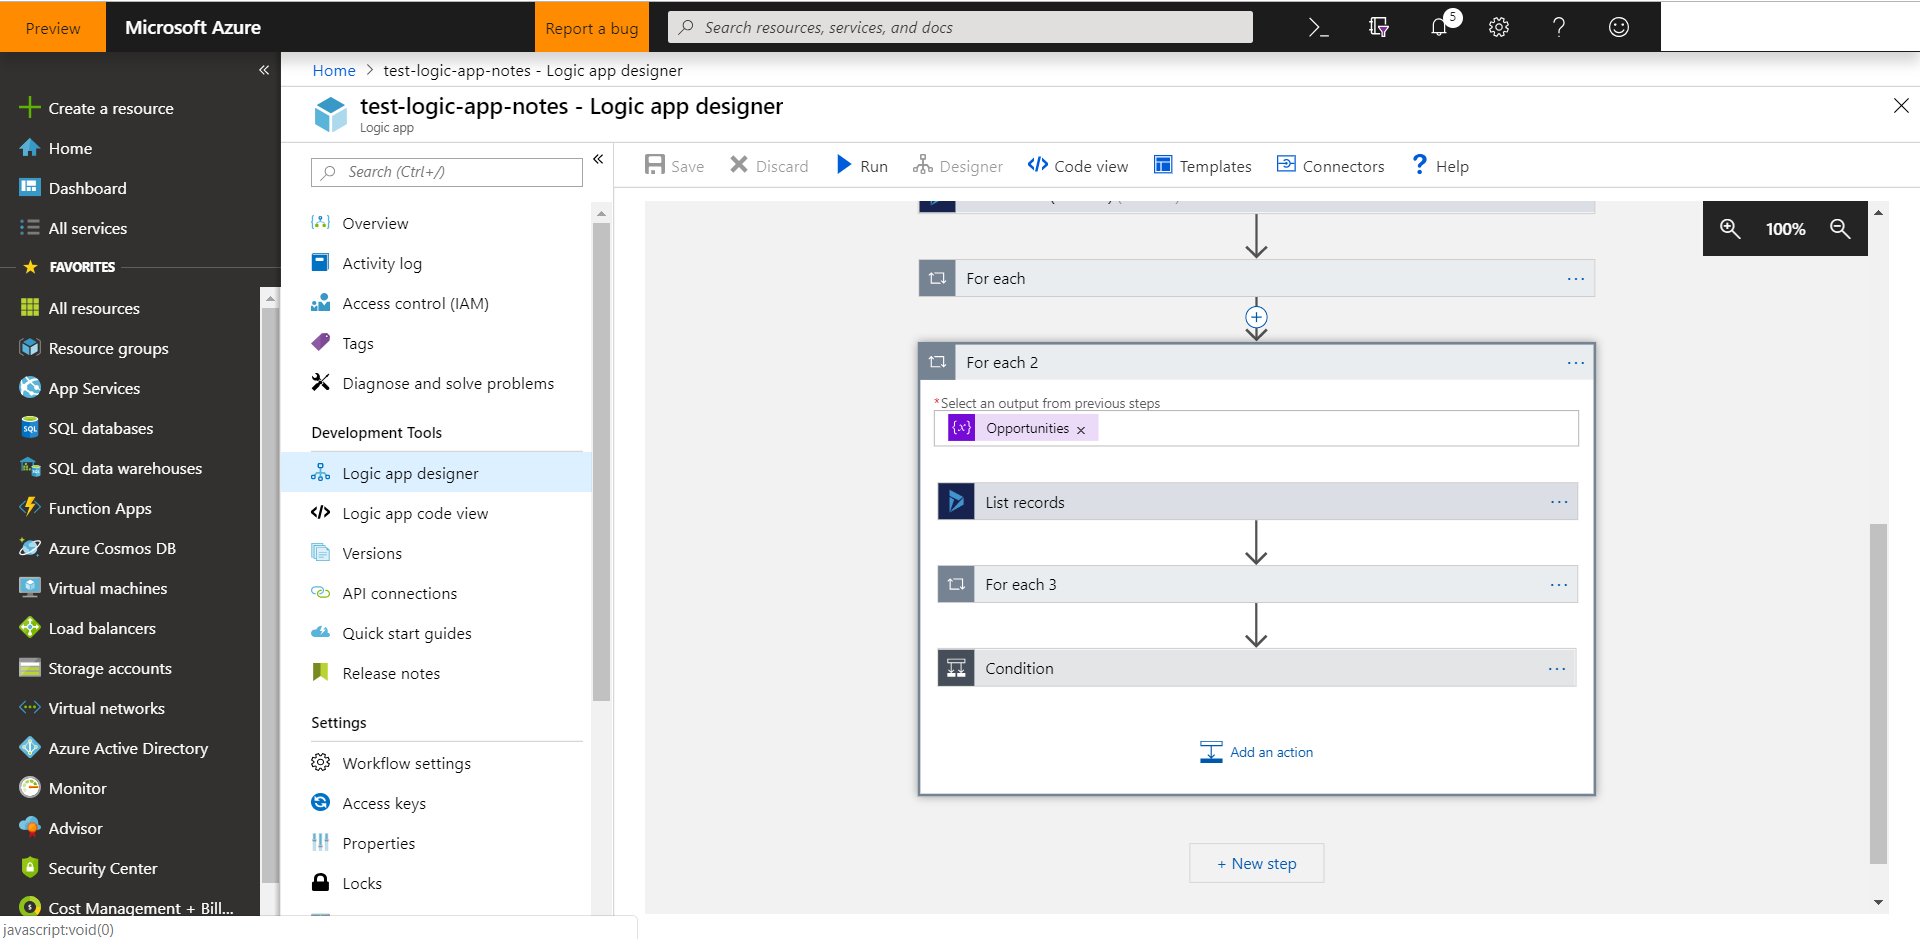 Preview
Microsoft Azure
Report a bug
Search resources, services, and docs
5
Home > test-logic-app-notes - Logic app designer
test-logic-app-notes - Logic app designer
Logic app
Create a resource
Home
Dashboard
All services
FAVORITES
All resources
Resource groups
App Services
SQL databases
SQL data warehouses
Function Apps
Azure Cosmos DB
Virtual machines
Load balancers
Storage accounts
Virtual networks
Azure Active Directory
Monitor
Advisor
Security Center
Cost Management + Bill...
javascript:void(0)
Search (Ctrl+/)
Overview
Activity log
Access control (IAM)
Tags
Diagnose and solve problems
Development Tools
Logic app designer
Logic app code view
Versions
API connections
Quick start guides
Release notes
Settings
Workflow settings
Access keys
Properties
Locks
Save
Discard
Run
Designer
Code view
Templates
Connectors
Help
100%
For each
For each 2
*Select an output from previous steps
Opportunities
List records
For each 3
Condition
Add an action
+ New step